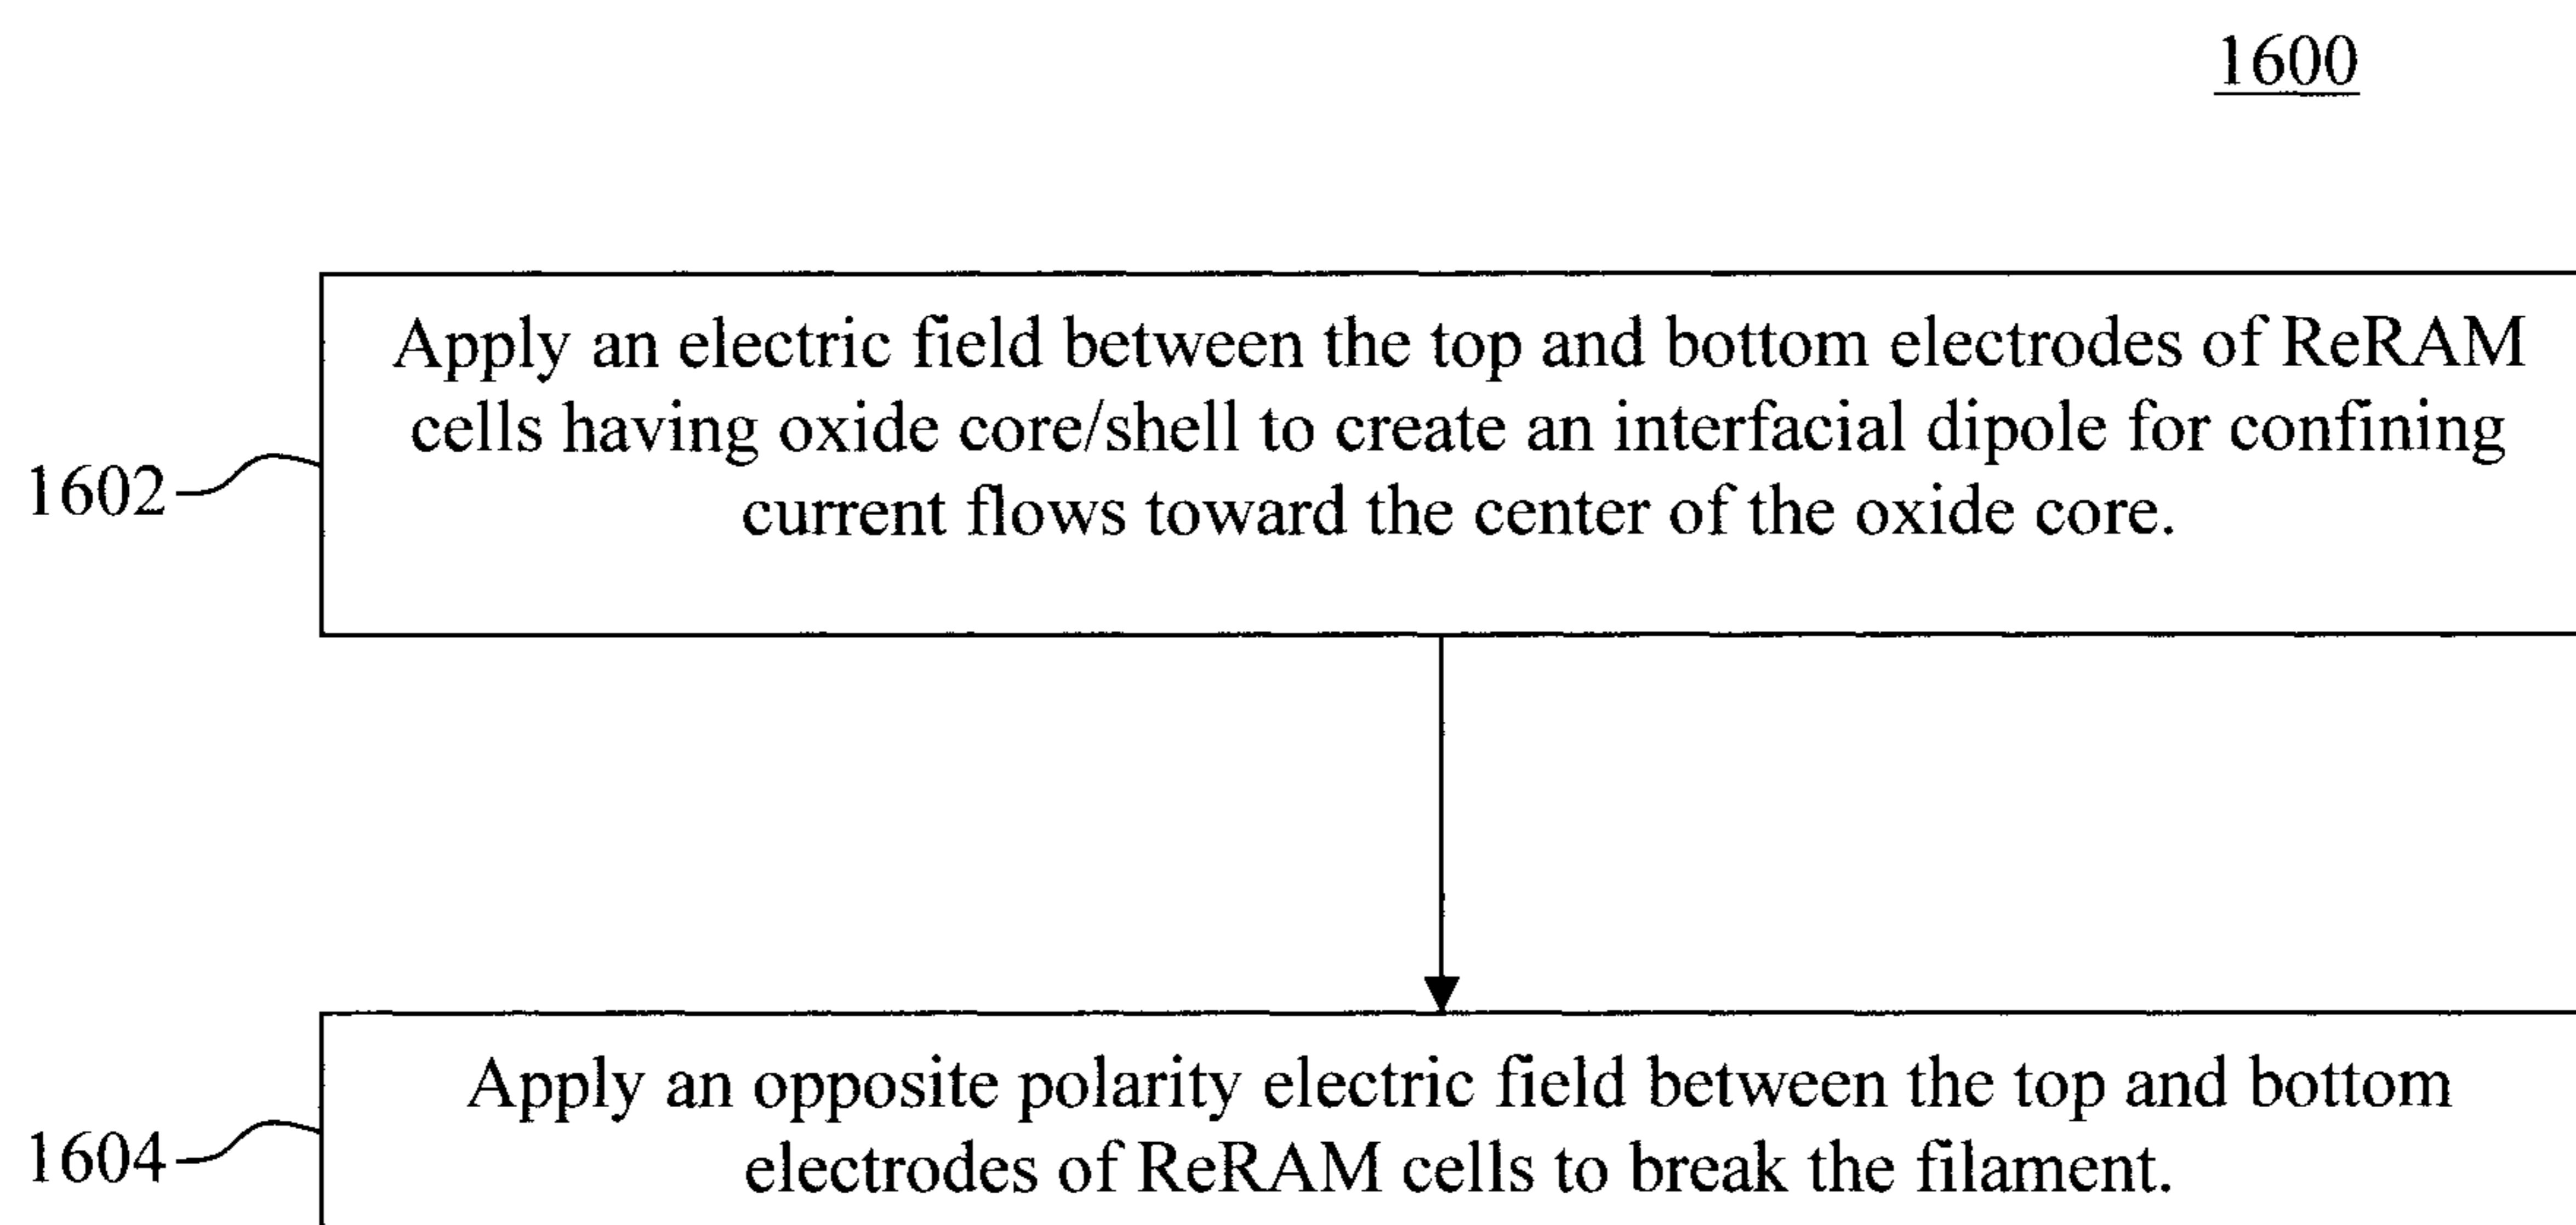 1600
Apply an electric field between the top and bottom electrodes of ReRAM
cells having oxide core/shell to create an interfacial dipole for confining
current flows toward the center of the oxide core.
1602
Apply an opposite polarity electric field between the top and bottom
electrodes of ReRAM cells to break the filament.
1604